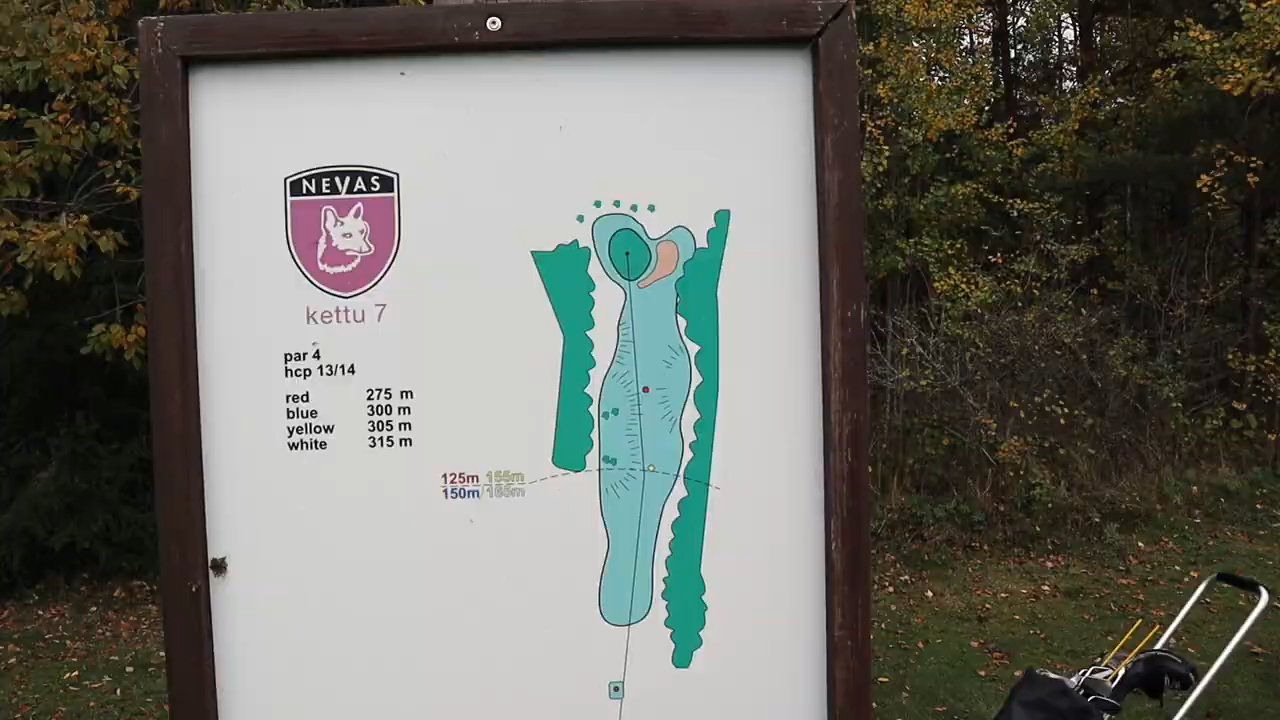 NEVAS
kettu 7
par 4
hcp 13/14
red 275 m
blue 300 m
yellow 305 m
white 315 m
125m 155m
150m/165m